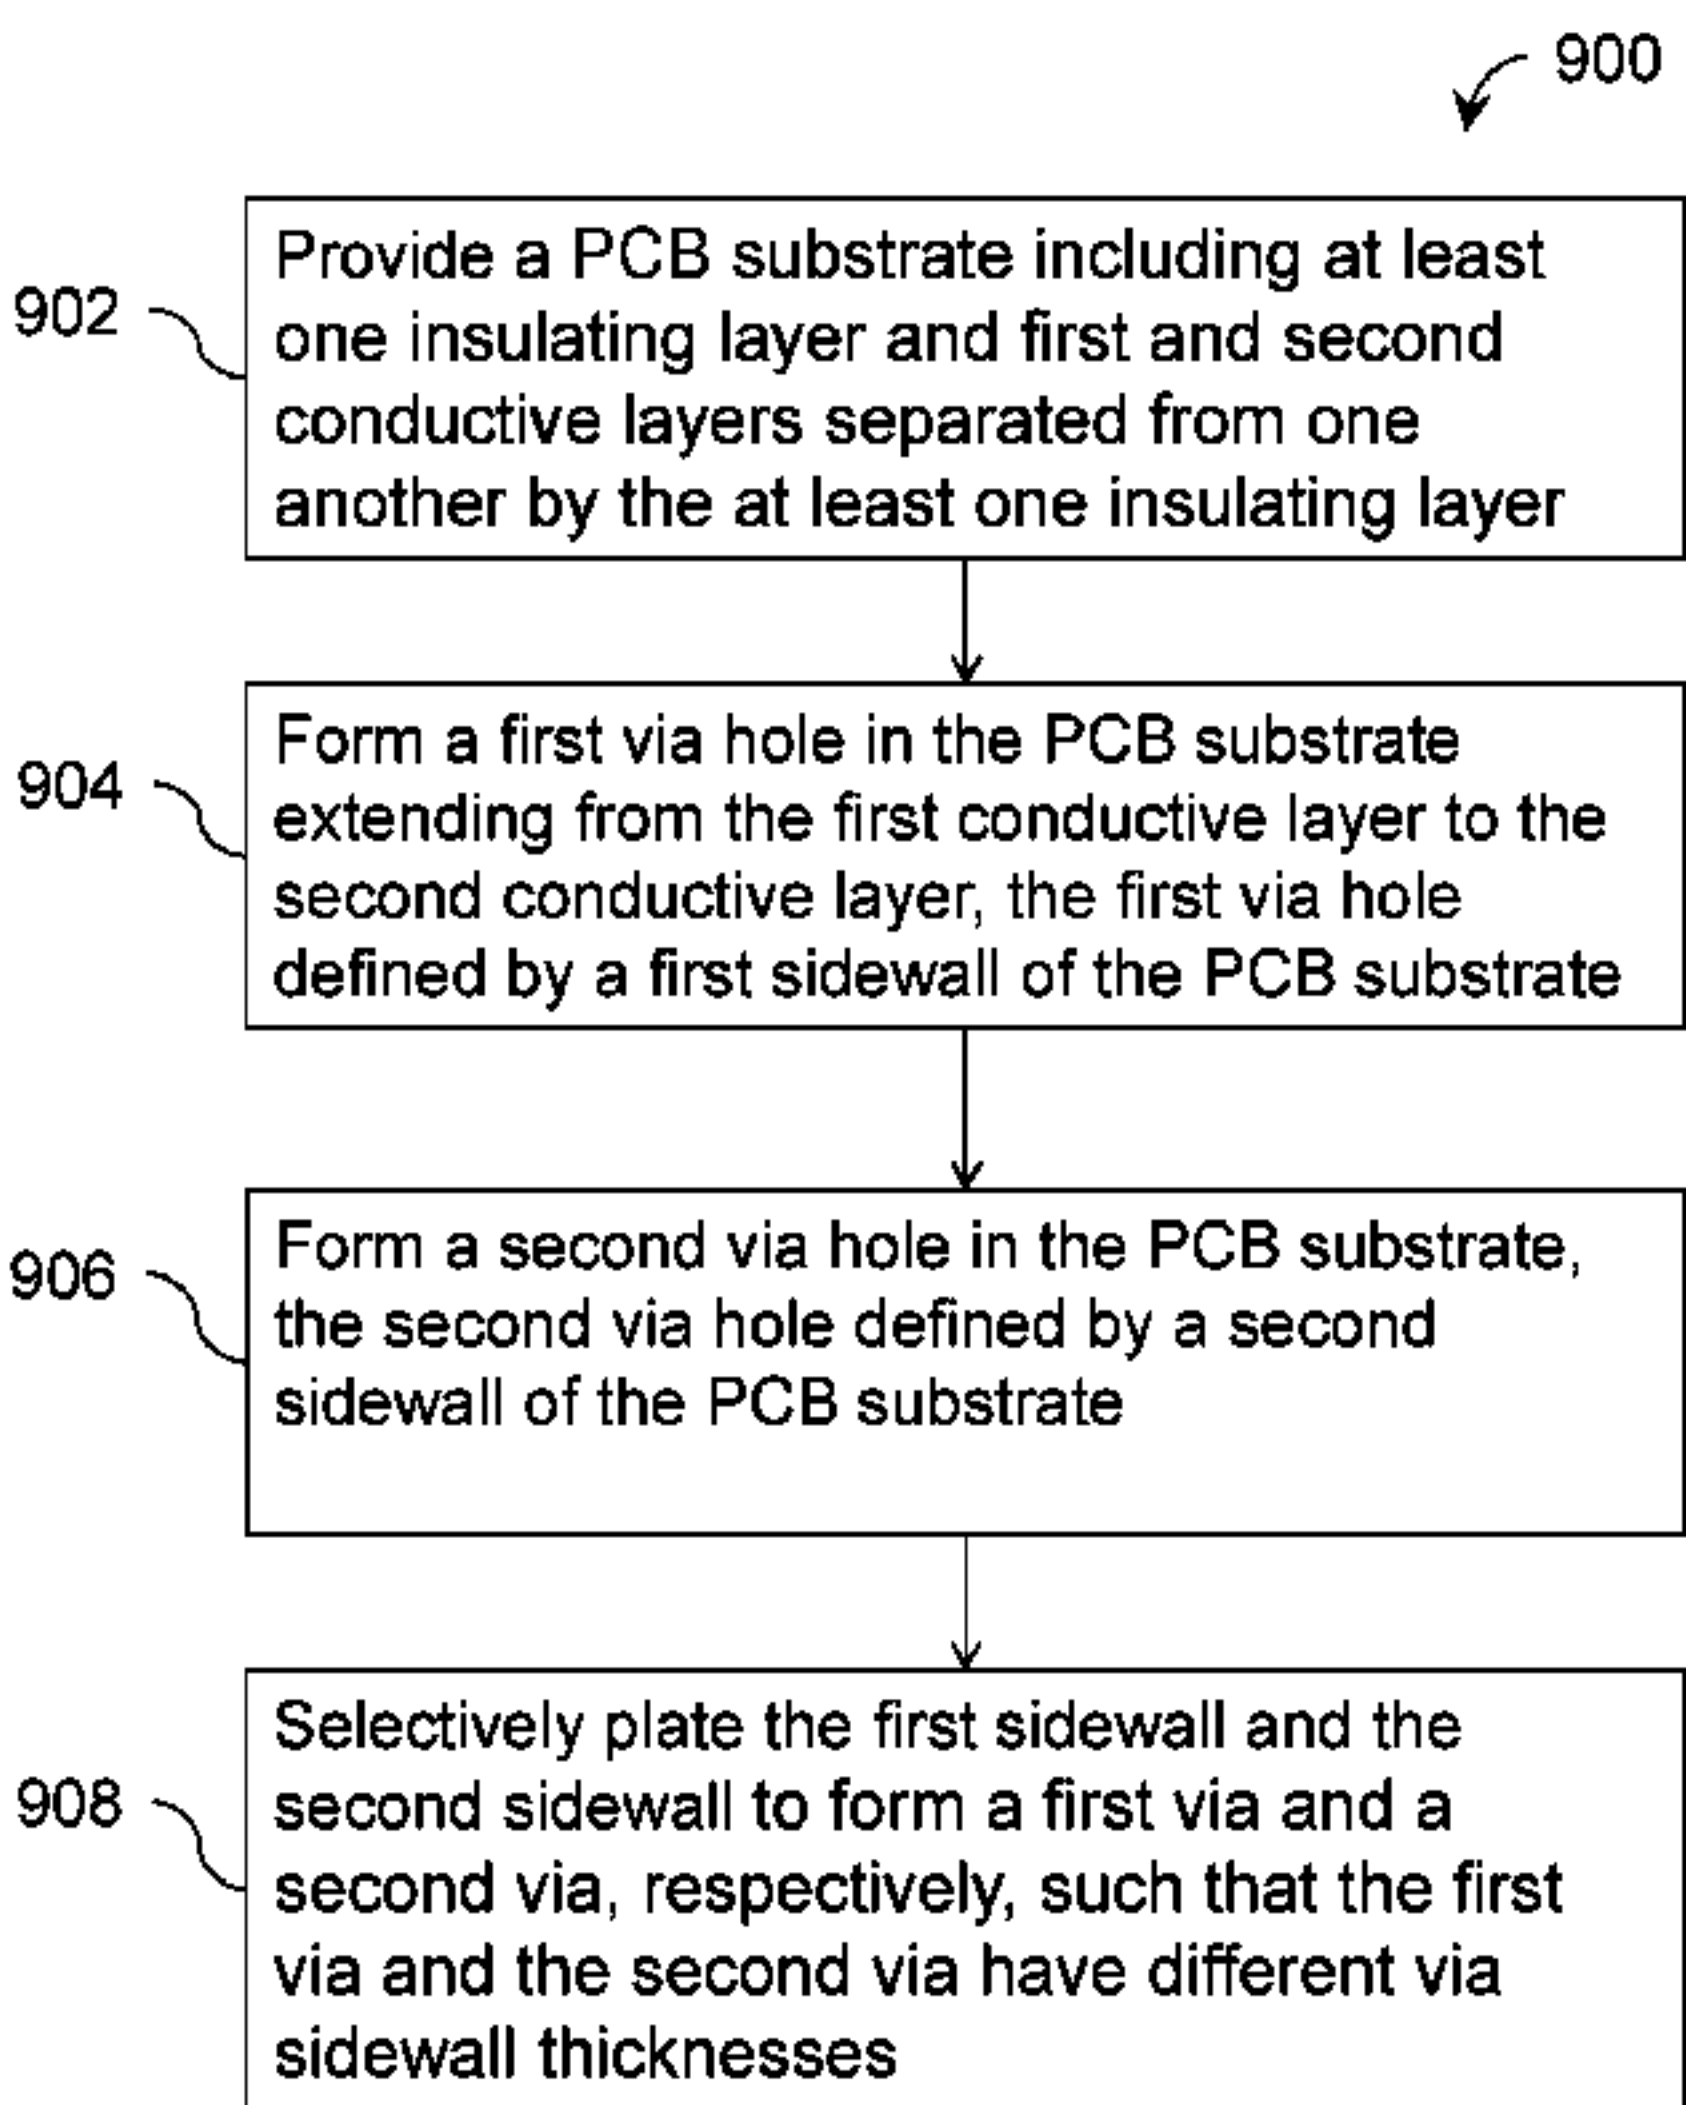 900
902
Provide a PCB substrate including at least
one insulating layer and first and second
conductive layers separated from one
another by the at least one insulating layer
904
Form a first via hole in the PCB substrate
extending from the first conductive layer to the
second conductive layer, the first via hole
defined by a first sidewall of the PCB substrate
906
Form a second via hole in the PCB substrate,
the second via hole defined by a second
sidewall of the PCB substrate
908
Selectively plate the first sidewall and the
second sidewall to form a first via and a
second via, respectively, such that the first
via and the second via have different via
sidewall thicknesses